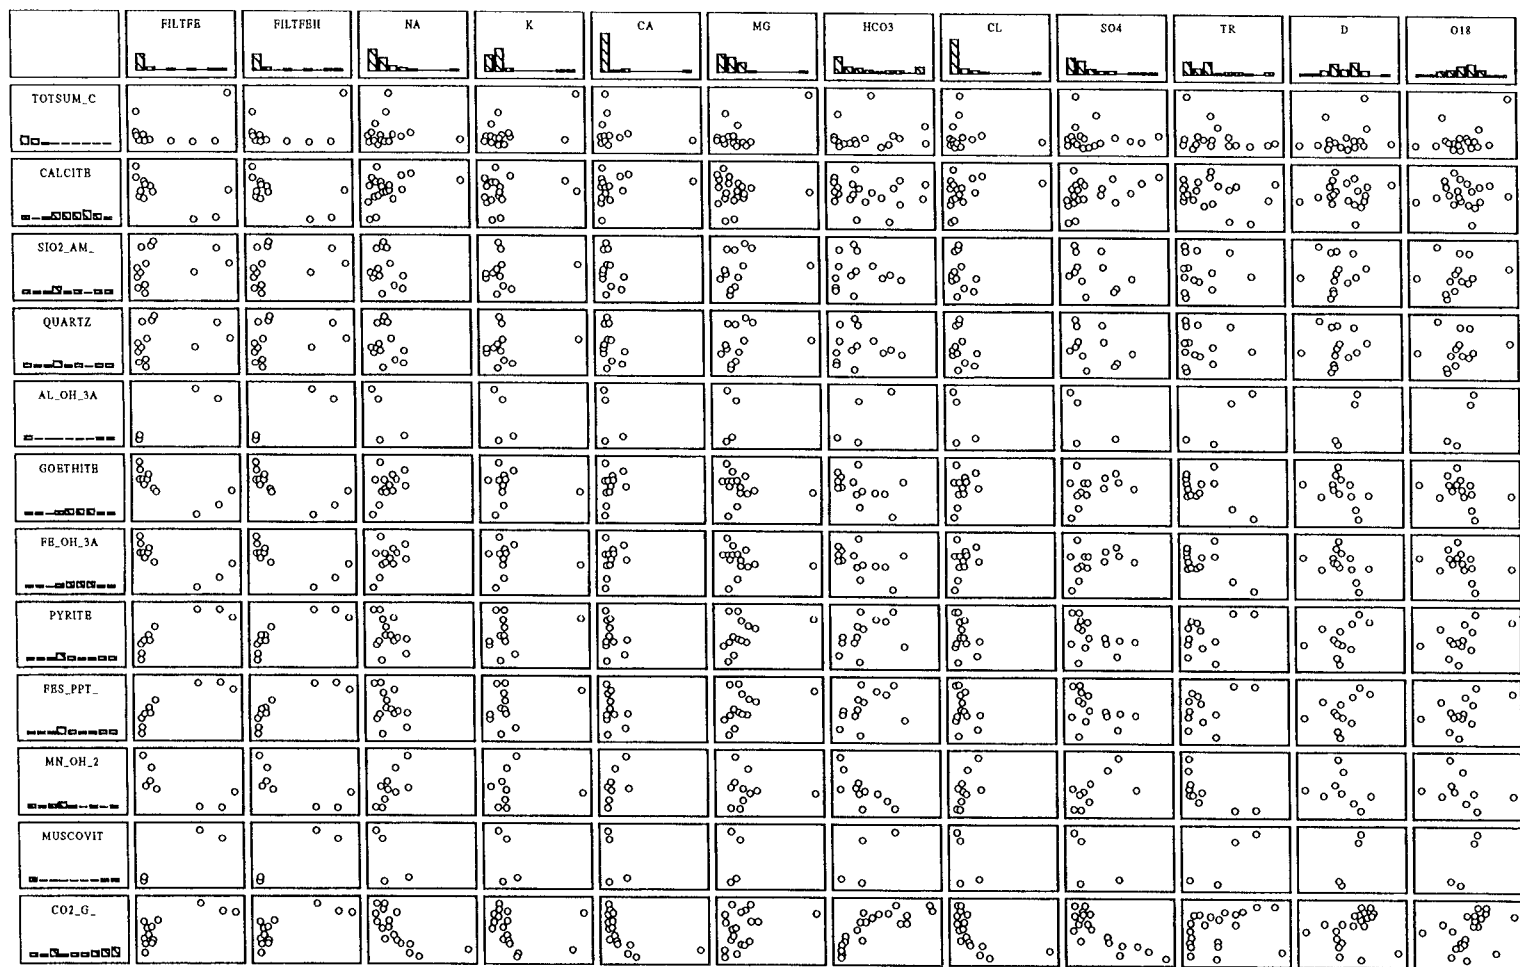 FILTFE FILTFEH NA K CA MG HCO3 CL SO4 TR D O18
TOTSUM_C
CALCITE
SIO2_AM_
QUARTZ
AL_OH_3A
GOETHITE
FE_OH_3A
PYRITE
FES_PPT_
MN_OH_2
MUSCOVIT
CO2_G_